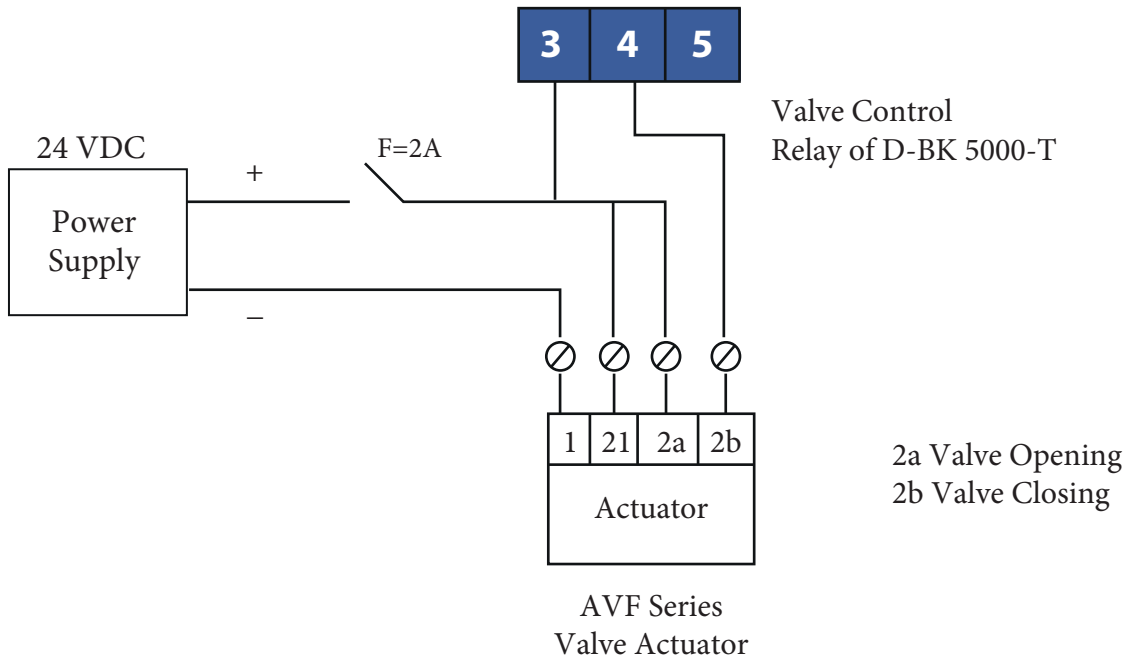 3 4 5
Valve Control
Relay of D-BK 5000-T
24 VDC
F=2A
+
Power
Supply
–
1 21 2a 2b
Actuator
2a Valve Opening
2b Valve Closing
AVF Series
Valve Actuator